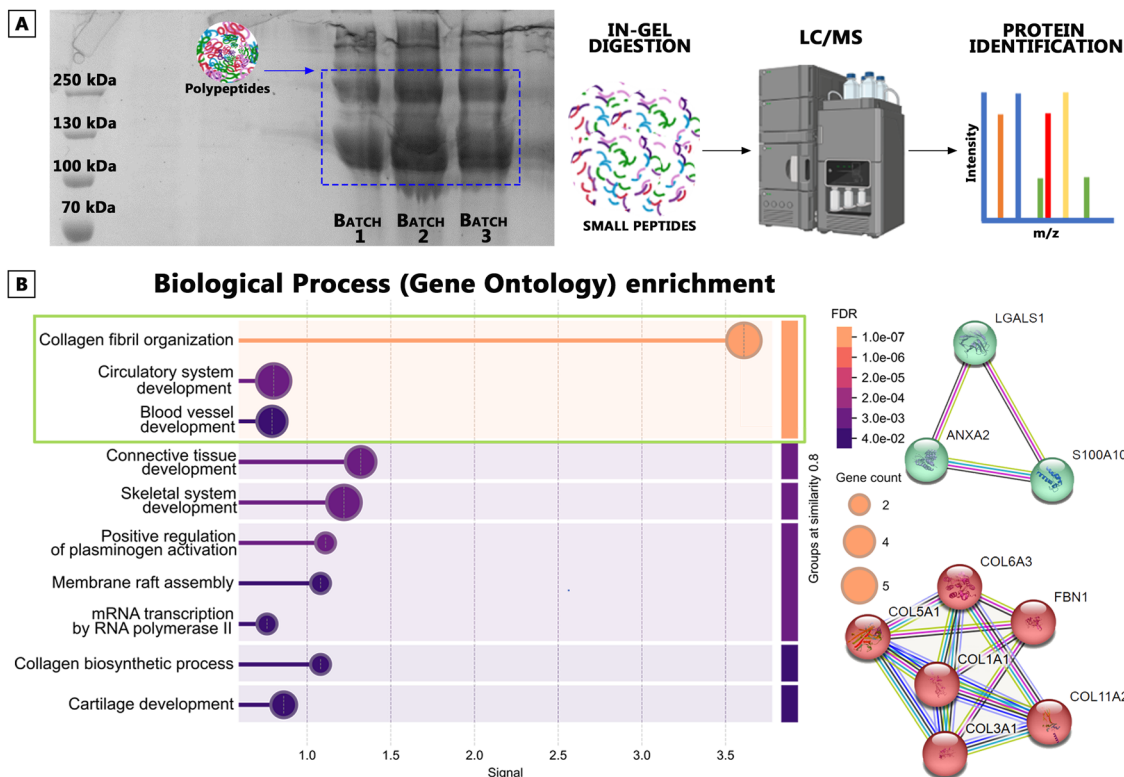 A
250 kDa
130 kDa
100 kDa
70 kDa
Polypeptides
BATCH
1
BATCH
2
BATCH
3
IN-GEL
DIGESTION
SMALL PEPTIDES
LC/MS
PROTEIN
IDENTIFICATION
Intensity
m/z
B
Biological Process (Gene Ontology) enrichment
Collagen fibril organization
Circulatory system
development
Blood vessel
development
Connective tissue
development
Skeletal system
development
Positive regulation
of plasminogen activation
Membrane raft assembly
mRNA transcription
by RNA polymerase II
Collagen biosynthetic process
Cartilage development
1.0
1.5
2.0
2.5
3.0
3.5
Signal
Groups at similarity 0.8
FDR
1.0e-07
1.0e-06
2.0e-05
2.0e-04
3.0e-03
4.0e-02
Gene count
2
4
5
LGALS1
ANXA2
S100A10
COL6A3
FBN1
COL5A1
COL1A1
COL11A2
COL3A1